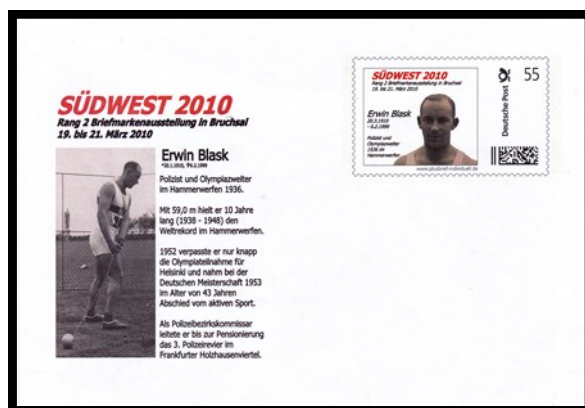 SÜDWEST 2010
Rang 2 Briefmarkenausstellung in Bruchsal
19. bis 21. März 2010
Erwin Blask
Polizist und Olympiazweiter
im Hammerwerfen 1936.
Mit 59,0 m hielt er 10 Jahre
lang (1938 - 1948) den
Weltrekord im Hammerwerfen.
1952 verpasste er nur knapp
die Olympiateilnahme für
Helsinki und nahm bei der
Deutschen Meisterschaft 1953
im Alter von 43 Jahren
Abschied vom aktiven Sport.
Als Polizeibezirkskommissar
leitete er bis zur Pensionierung
das 3. Polizeirevier im
Frankfurter Holzhausenviertel.
SÜDWEST 2010
Rang 2 Briefmarkenausstellung in Bruchsal
19. bis 21. März 2010
Erwin Blask
Polizist und
Olympiazweiter
1936 im
Hammerwerfen
Deutsche Post
55